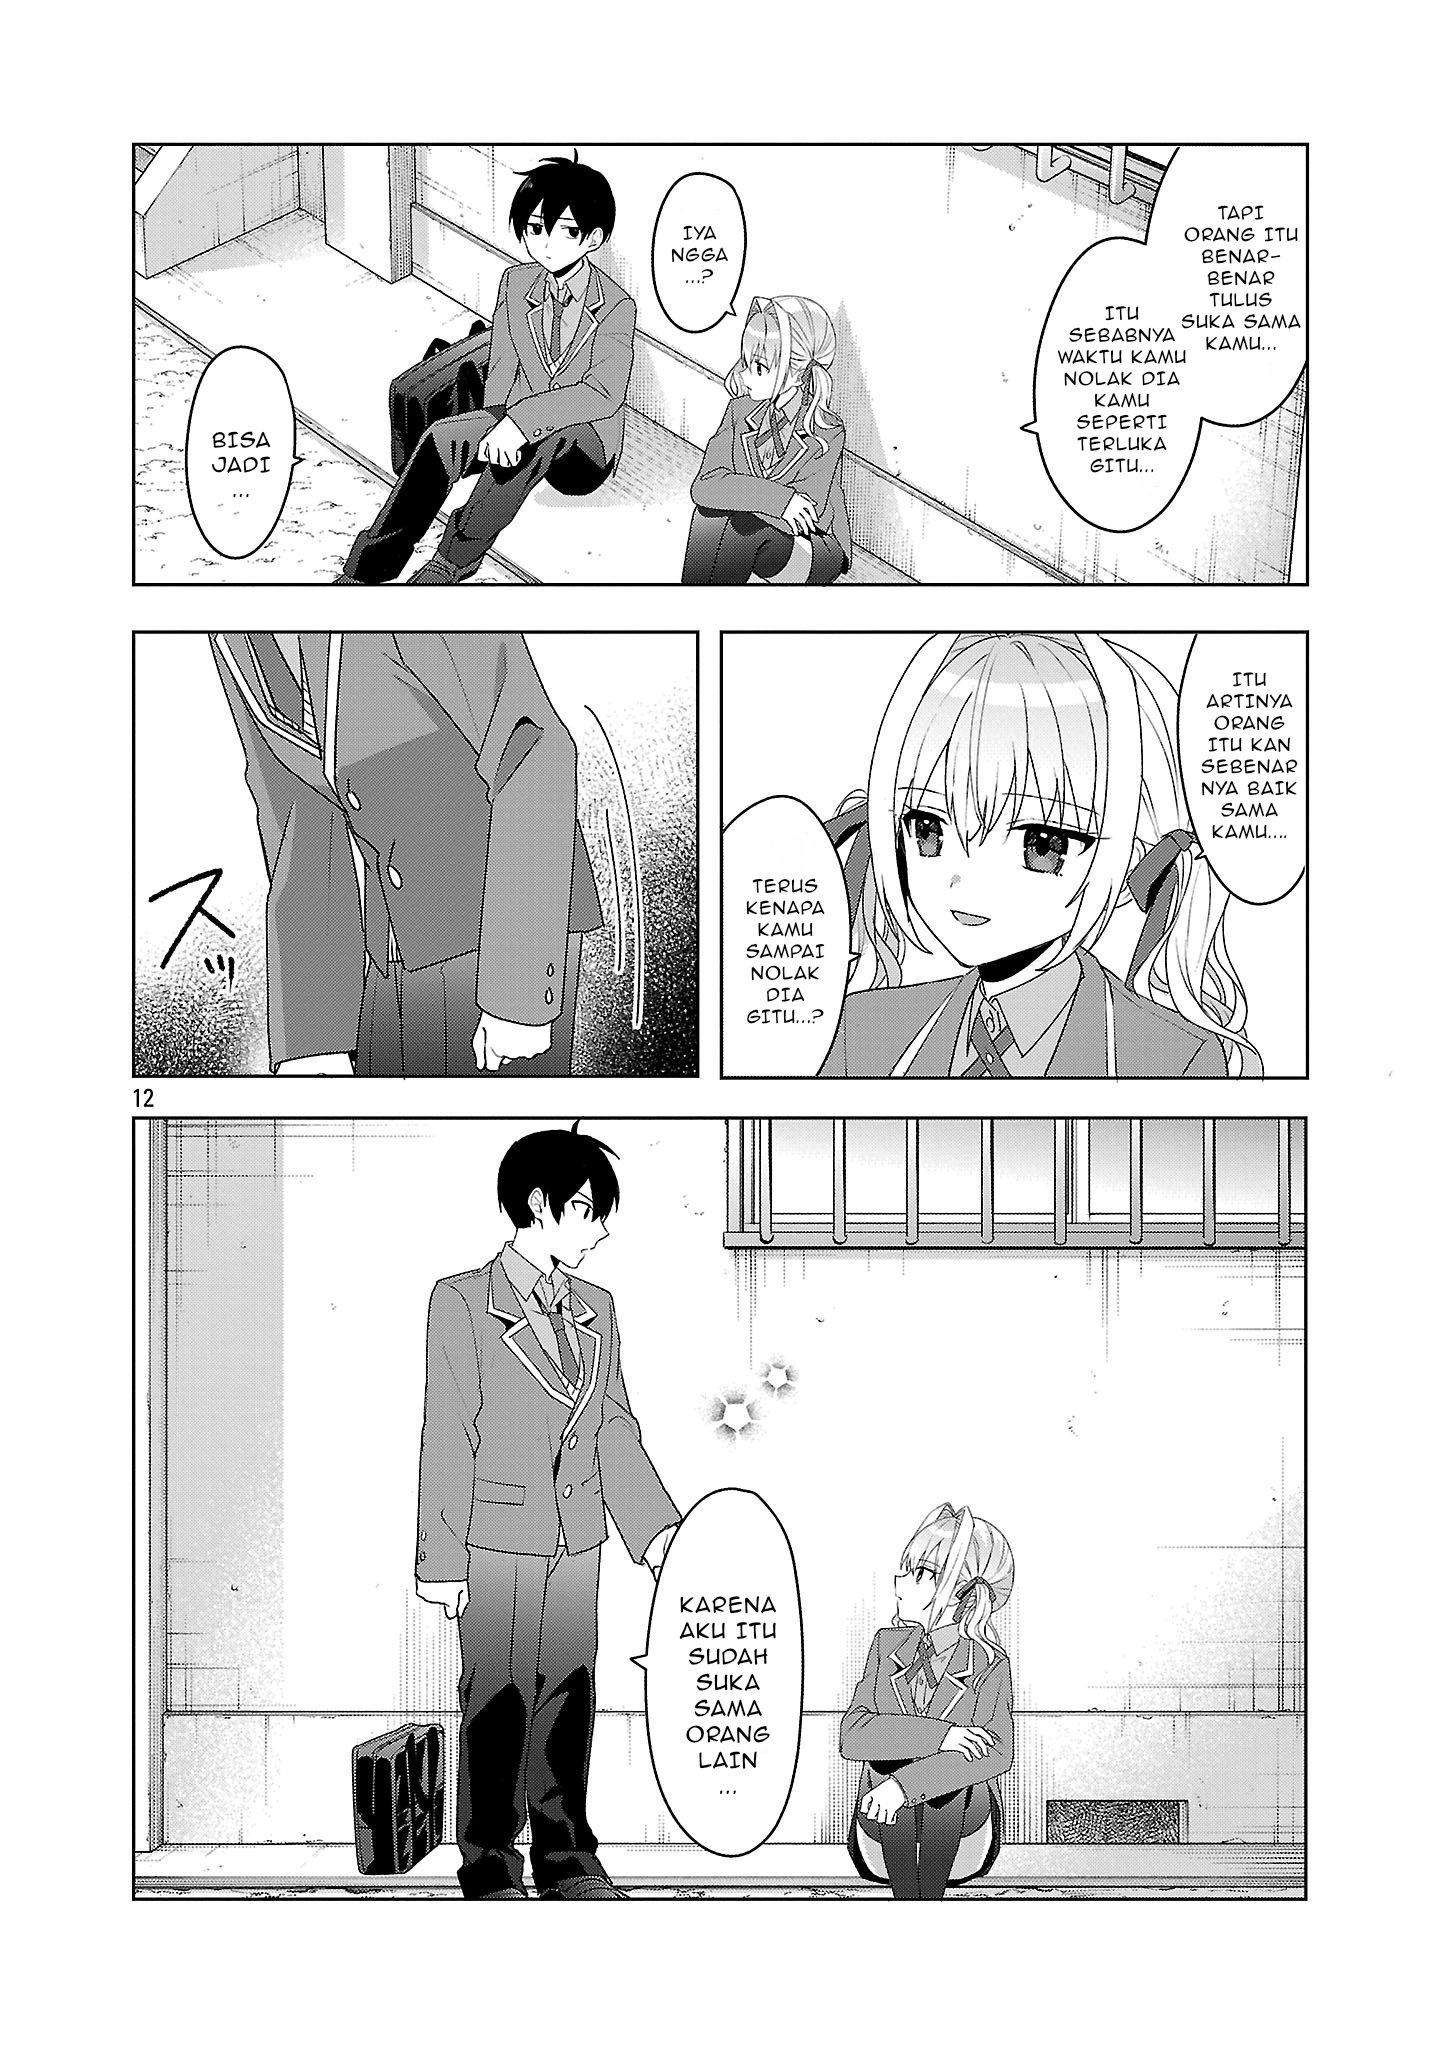 TAPI
ORANG ITU
BENAR-
BENAR
TULUS
SUKA SAMA
KAMU...
ITU
SEBABNYA
WAKTU KAMU
NOLAK DIA
KAMU
SEPERTI
TERLUKA
GITU...
IYA
NGGA
...?
BISA
JADI
...
ITU
ARTINYA
ORANG
ITU KAN
SEBENAR
NYA BAIK
SAMA
KAMU....
TERUS
KENAPA
KAMU
SAMPAI
NOLAK
DIA
GITU...?
スッ
12
KARENA
AKU ITU
SUDAH
SUKA
SAMA
ORANG
LAIN
...